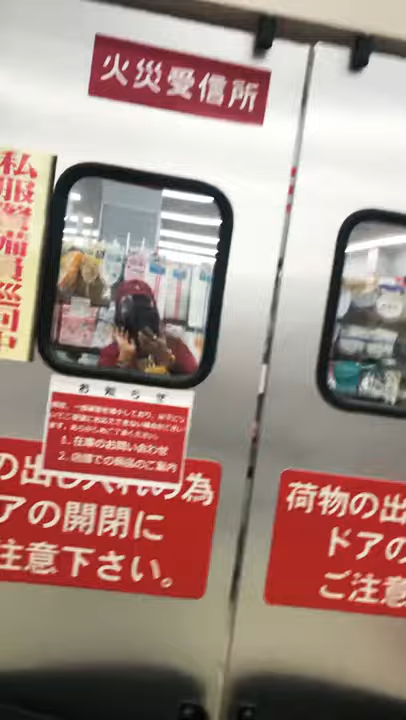 火災受信所
私服警備員巡回中
お知らせ
1. 在庫のお問い合わせ
2. 店頭での商品のご案内
の出し入れの為
アの開閉に
注意下さい。
荷物の出
ドアの
ご注意